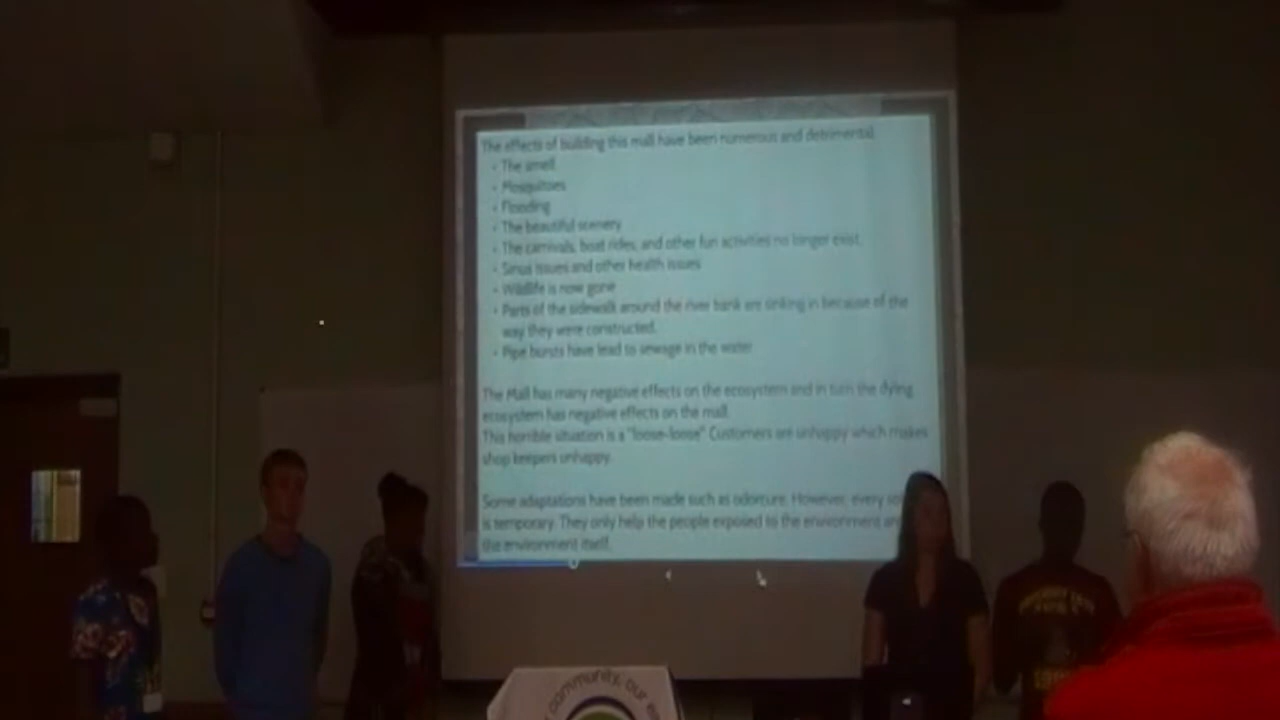 The effects of building this mall have been numerous and detrimental.
- The smell
- Mosquitoes
- Flooding
- The beautiful scenery
- The carnivals, boat rides, and other fun activities no longer exist.
- Sinus issues and other health issues
- Wildlife is now gone
- Parts of the sidewalk around the river bank are sinking in because of the
way they were constructed.
- Pipe bursts have lead to sewage in the water
The Mall has many negative effects on the ecosystem and in turn the dying
ecosystem has negative effects on the mall.
This horrible situation is a "loose-loose" Customers are unhappy which makes
shop keepers unhappy.
Some adaptations have been made such as odorcure. However, every
is temporary. They only help the people exposed to the environment
the environment itself.
community, our